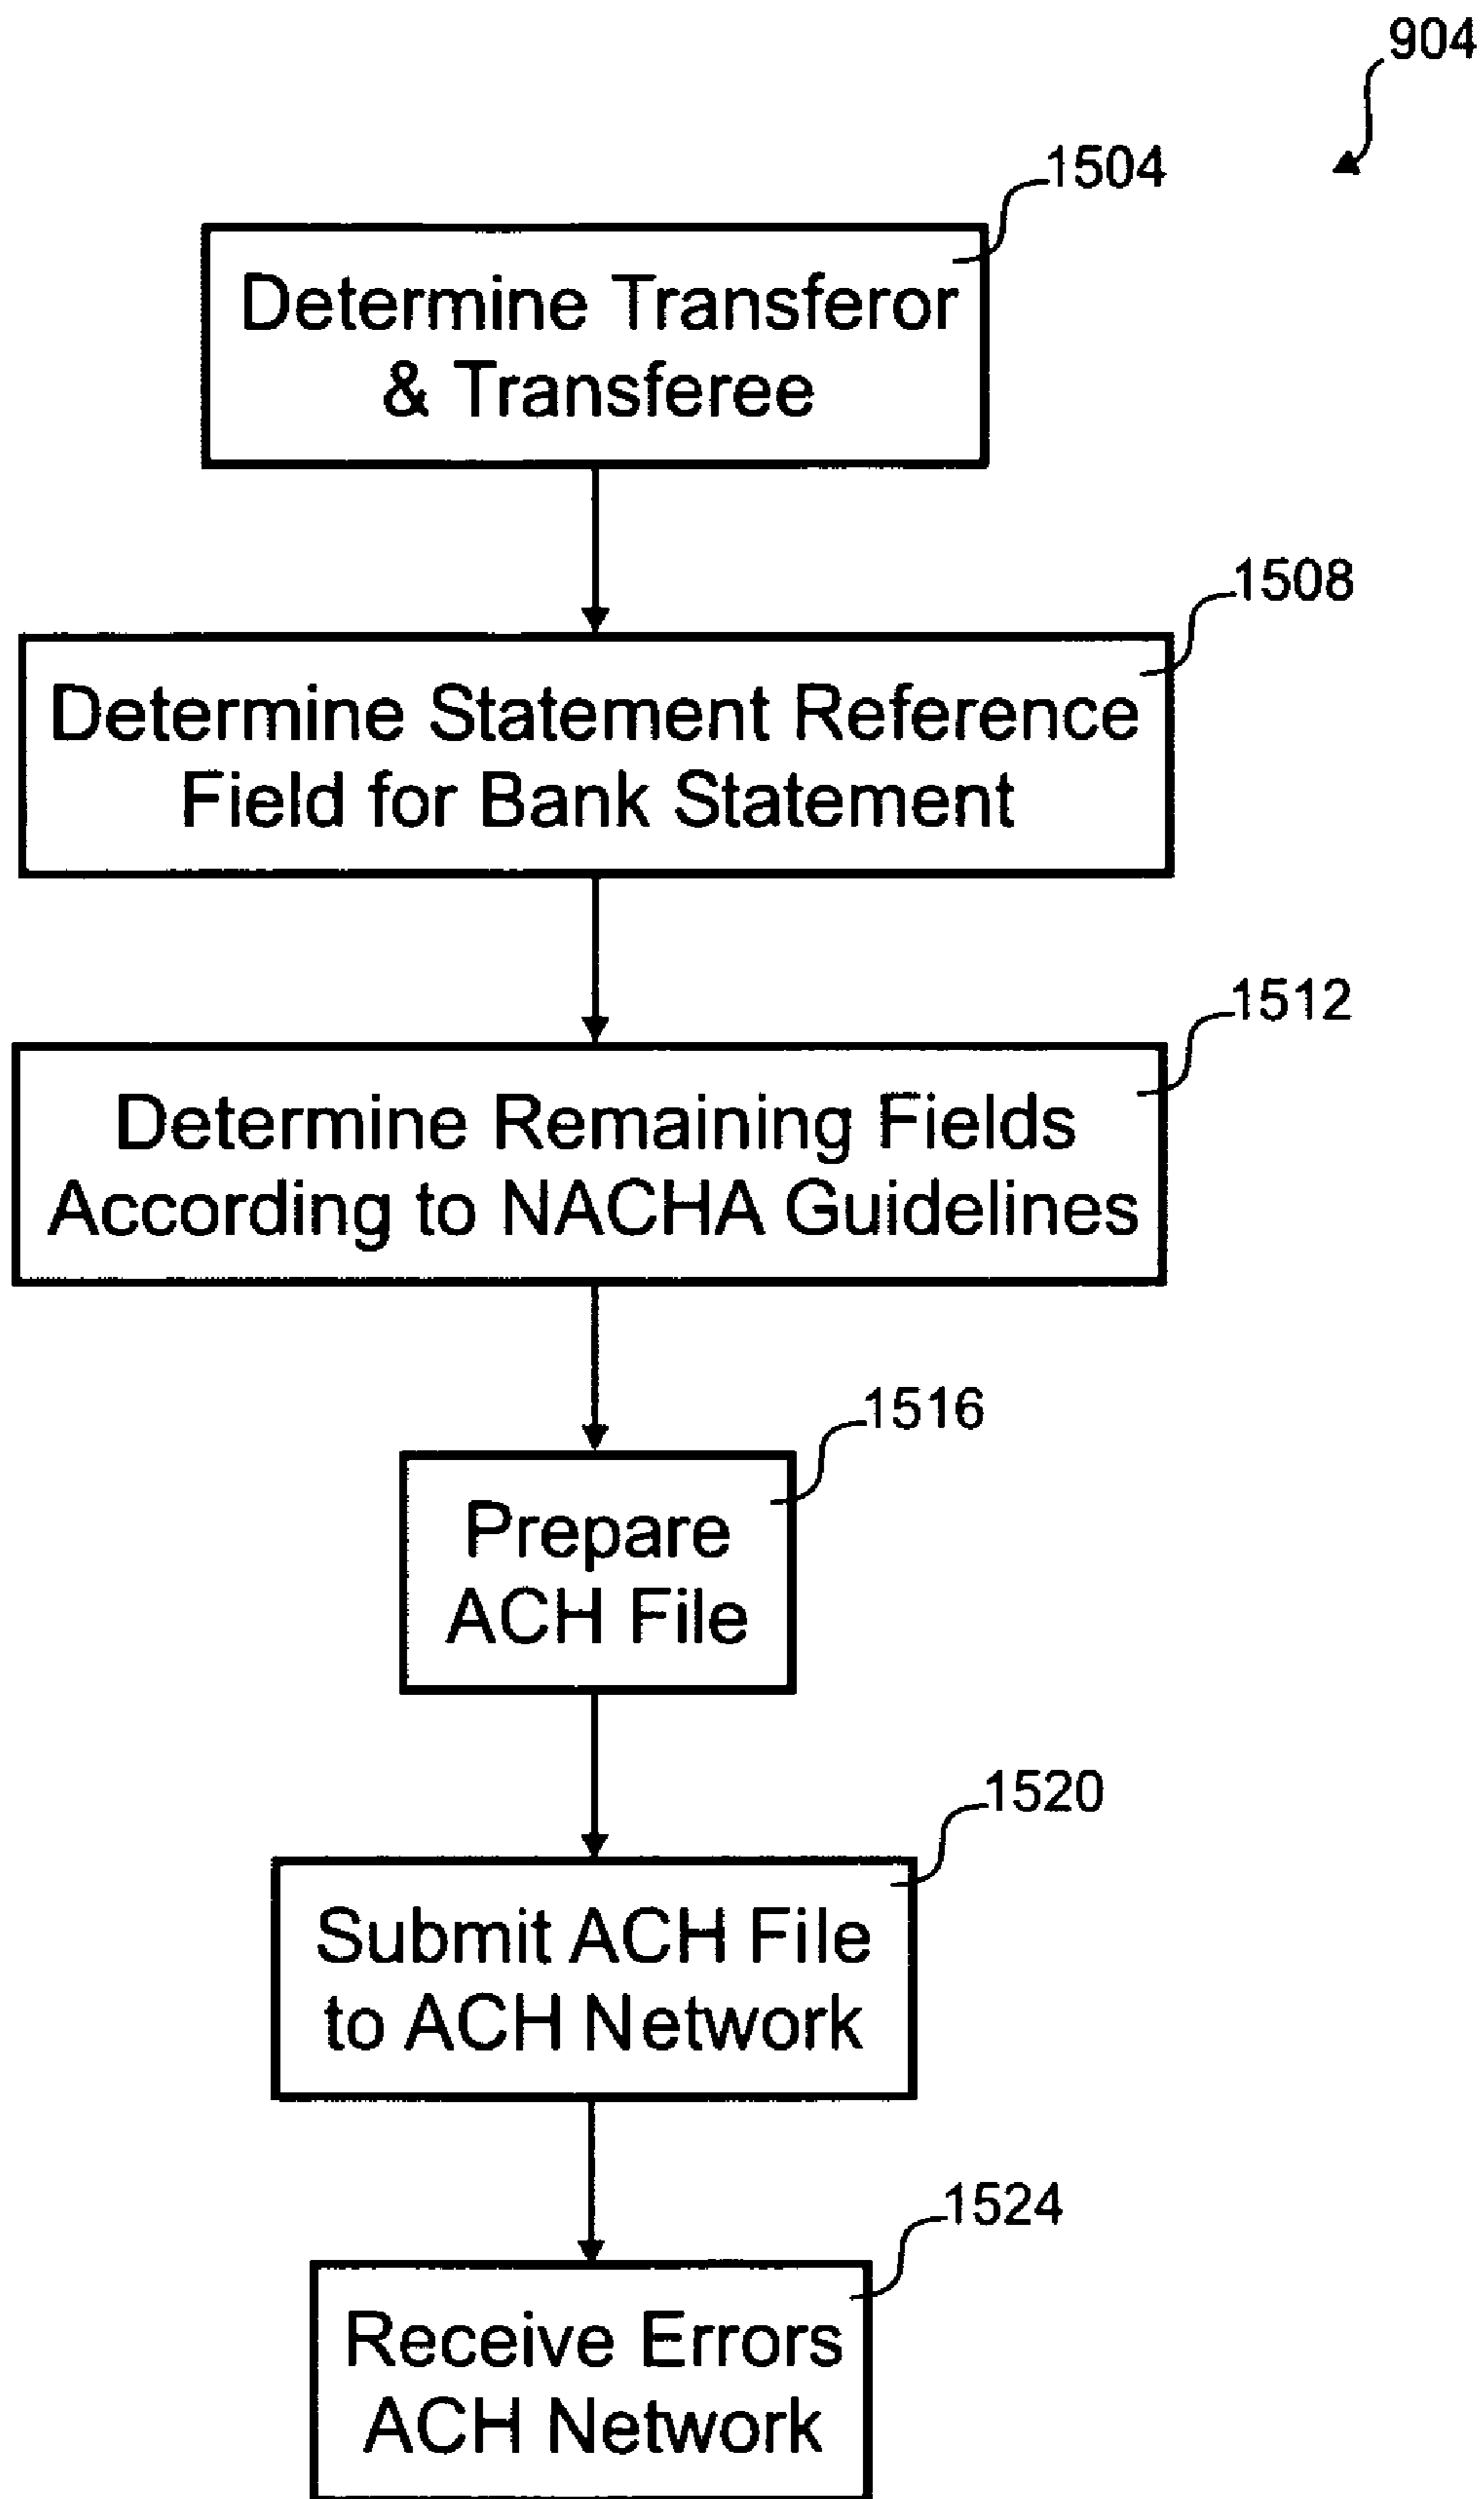 904
1504
Determine Transferor
& Transferee
1508
Determine Statement Reference
Field for Bank Statement
1512
Determine Remaining Fields
According to NACHA Guidelines
1516
Prepare
ACH File
1520
Submit ACH File
to ACH Network
1524
Receive Errors
ACH Network